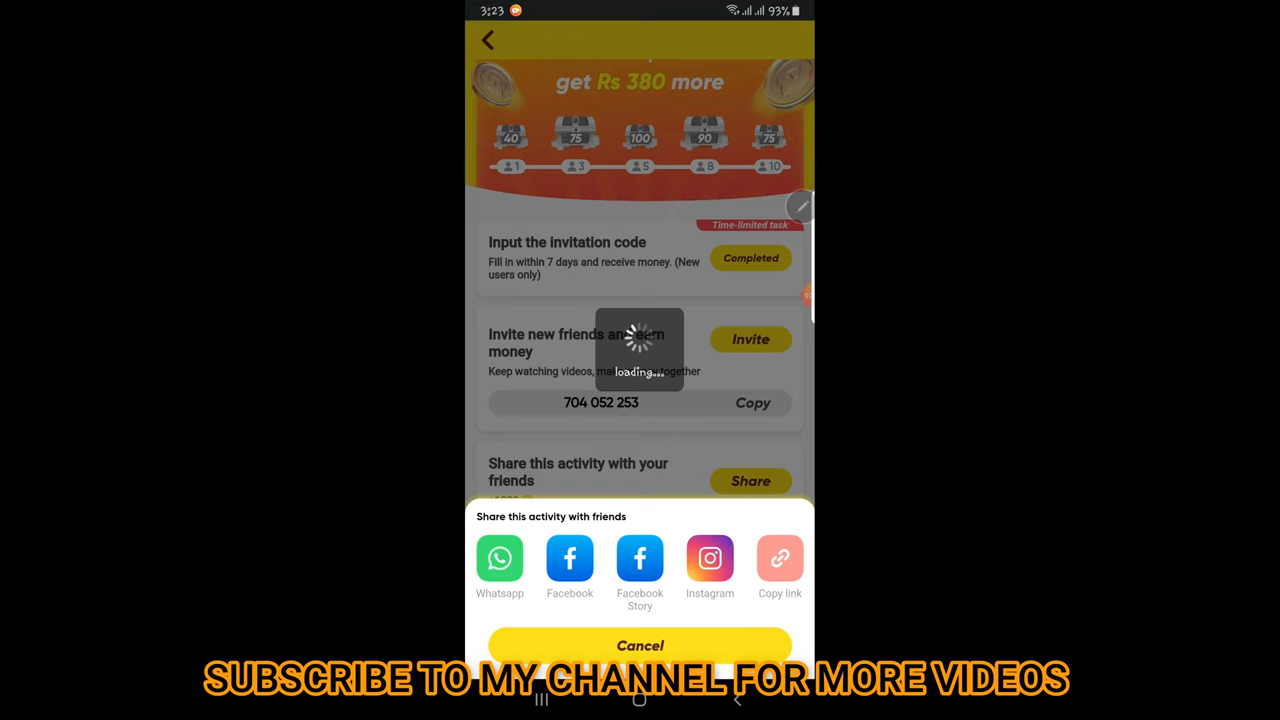 3:23 93%
get Rs 380 more
40 75 100 90 75
1 3 5 8 10
Time-limited task
Input the invitation code
Completed
Fill in within 7 days and receive money. (New
users only)
Invite new friends and earn
money
Invite
loading...
Keep watching videos, together
704 052 253 Copy
Share this activity with your
friends
Share
Share this activity with friends
Whatsapp Facebook Facebook Story Instagram Copy link
Cancel
SUBSCRIBE TO MY CHANNEL FOR MORE VIDEOS